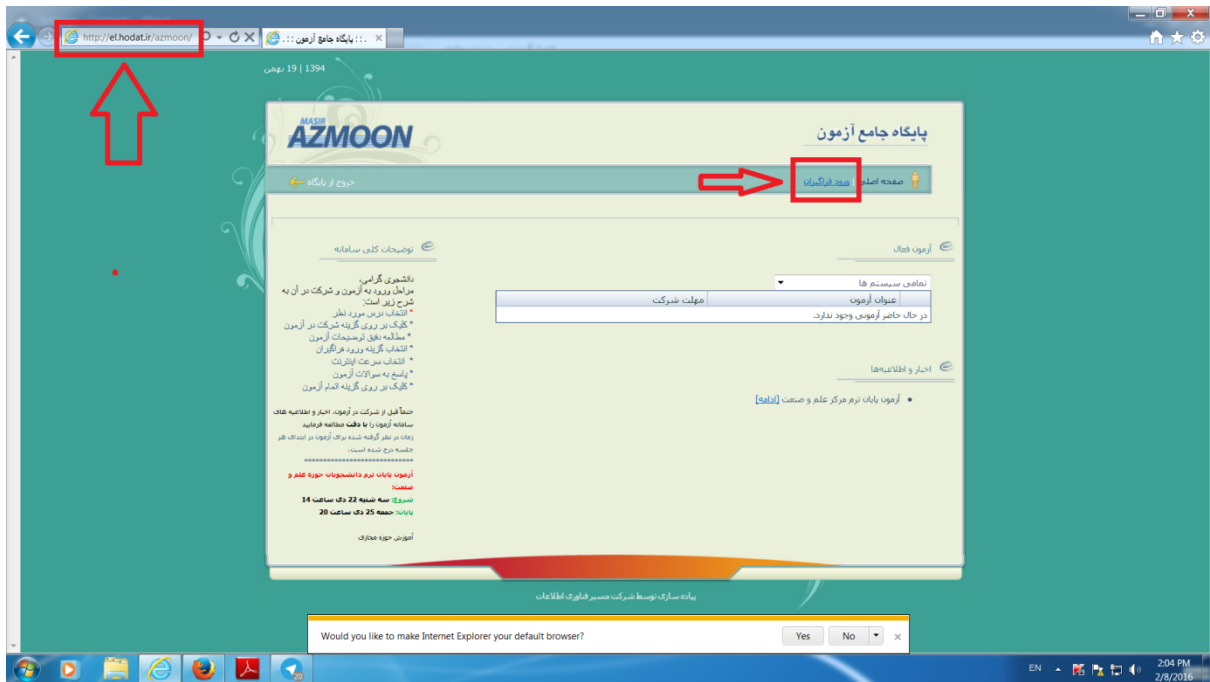 http://el.hodat.ir/azmoon/
.:: پایگاه جامع آزمون ::.
1394 | 19 بهمن
MASIR
AZMOON
پایگاه جامع آزمون
صفحه اصلی | ورود فراگیران
خروج از پایگاه
آزمون فعال
تمامی سیستم ها
عنوان آزمون
مهلت شرکت
در حال حاضر آزمونی وجود ندارد.
اخبار و اطلاعیه‌ها
آزمون پایان ترم مرکز علم و صنعت [ادامه]
توضیحات کلی سامانه
دانشجوی گرامی،
مراحل ورود به آزمون و شرکت در آن به
شرح زیر است:
* انتخاب درس مورد نظر
* کلیک بر روی گزینه شرکت در آزمون
* مطالعه دقیق توضیحات آزمون
* انتخاب گزینه ورود فراگیران
* انتخاب سرعت اینترنت
* پاسخ به سوالات آزمون
* کلیک بر روی گزینه اتمام آزمون
حتماً قبل از شرکت در آزمون، اخبار و اطلاعیه های
سامانه آزمون را با دقت مطالعه فرمایید
زمان در نظر گرفته شده برای آزمون در ابتدای هر
جلسه درج شده است.
******************************
آزمون پایان ترم دانشجویان حوزه علم و
صنعت:
شروع: سه شنبه 22 دی ساعت 14
پایان: جمعه 25 دی ساعت 20
آموزش حوزه مجازی
پیاده سازی توسط شرکت مسیر فناوری اطلاعات
Would you like to make Internet Explorer your default browser?
Yes
No
EN
2:04 PM
2/8/2016
20